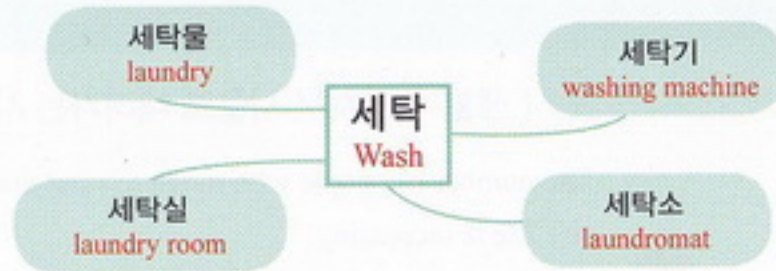 세탁물
laundry
세탁기
washing machine
세탁
Wash
세탁실
laundry room
세탁소
laundromat